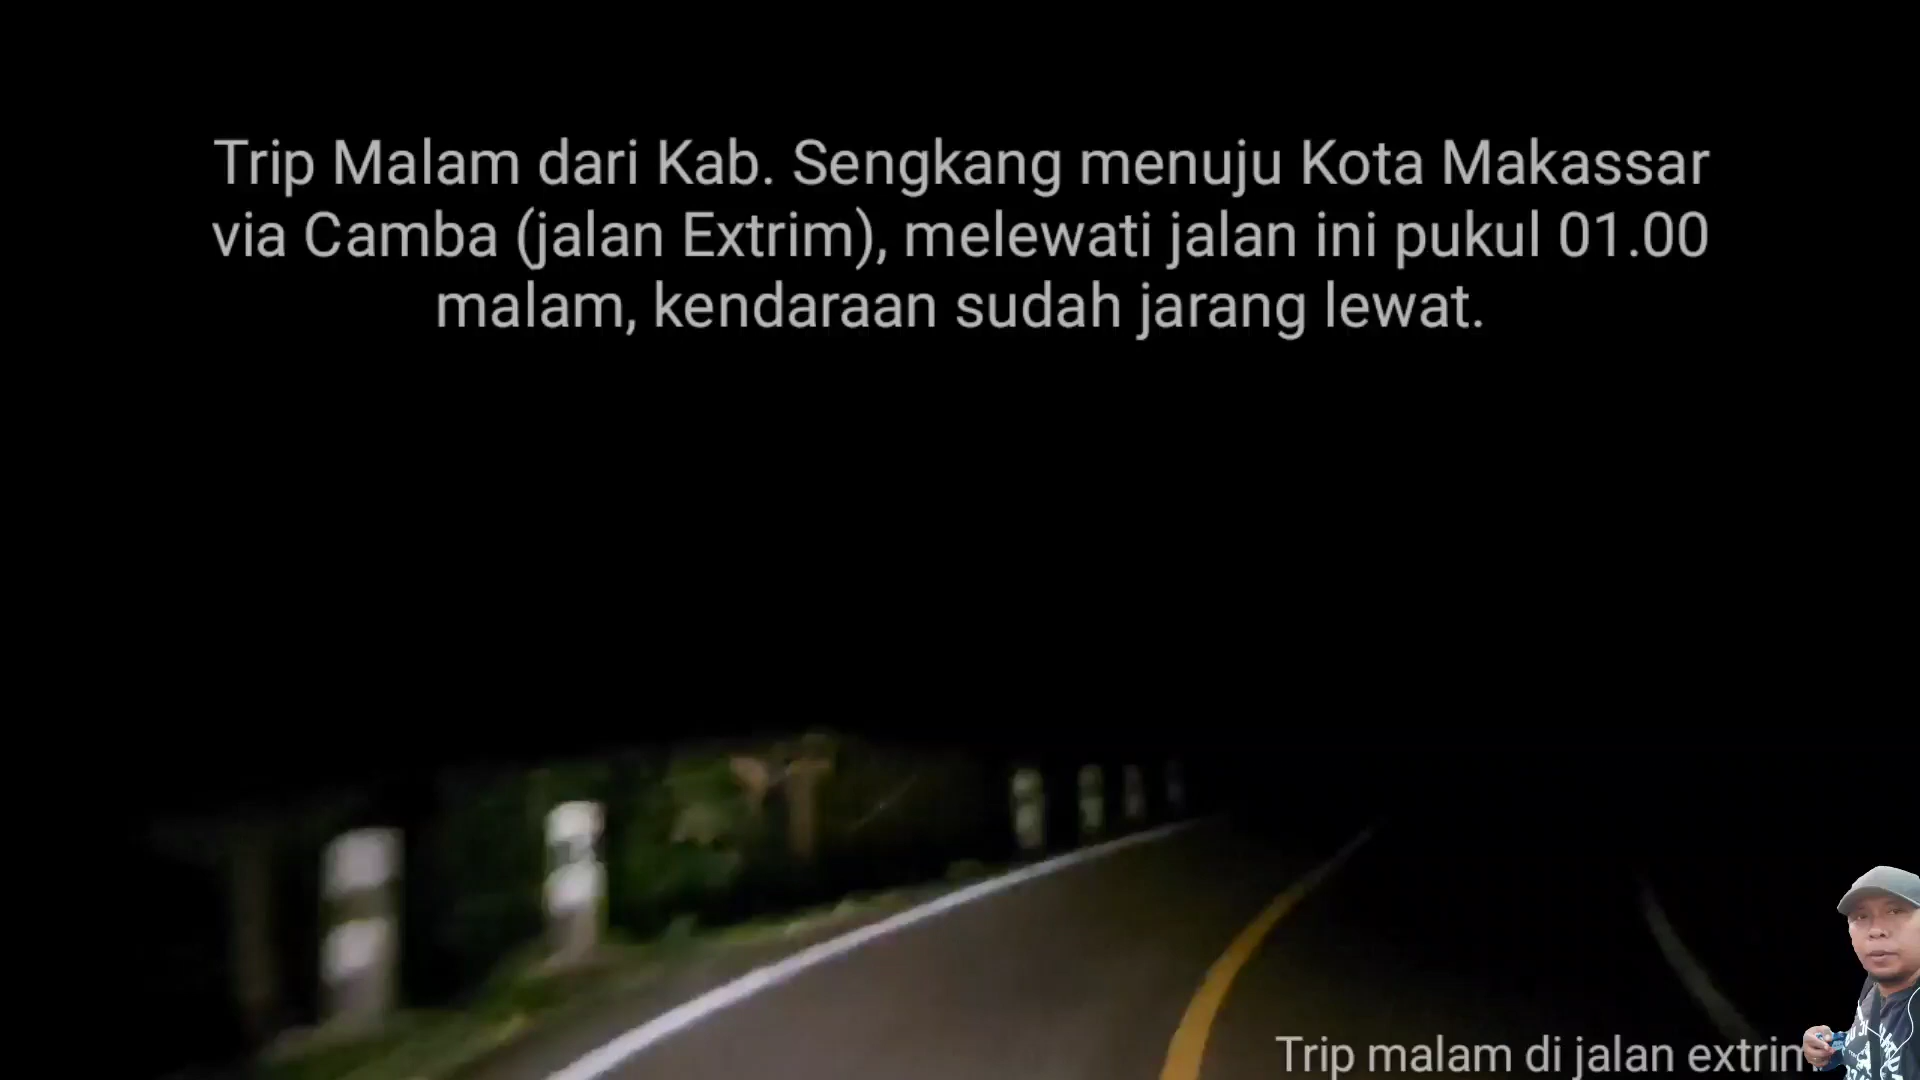 Trip Malam dari Kab. Sengkang menuju Kota Makassar
via Camba (jalan Extrim), melewati jalan ini pukul 01.00
malam, kendaraan sudah jarang lewat.
Trip malam di jalan extrim